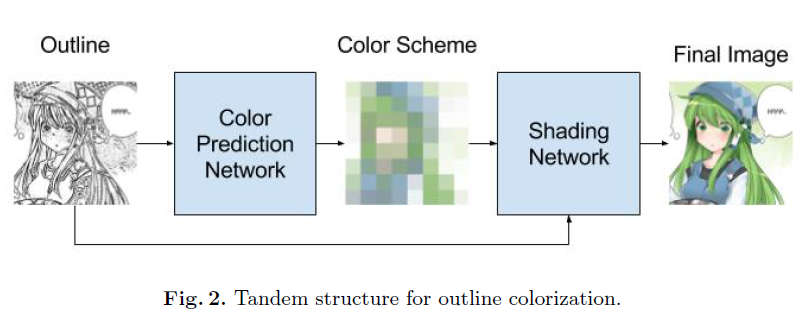 Outline
Color Scheme
Final Image
Color
Prediction
Network
Shading
Network
Fig. 2. Tandem structure for outline colorization.